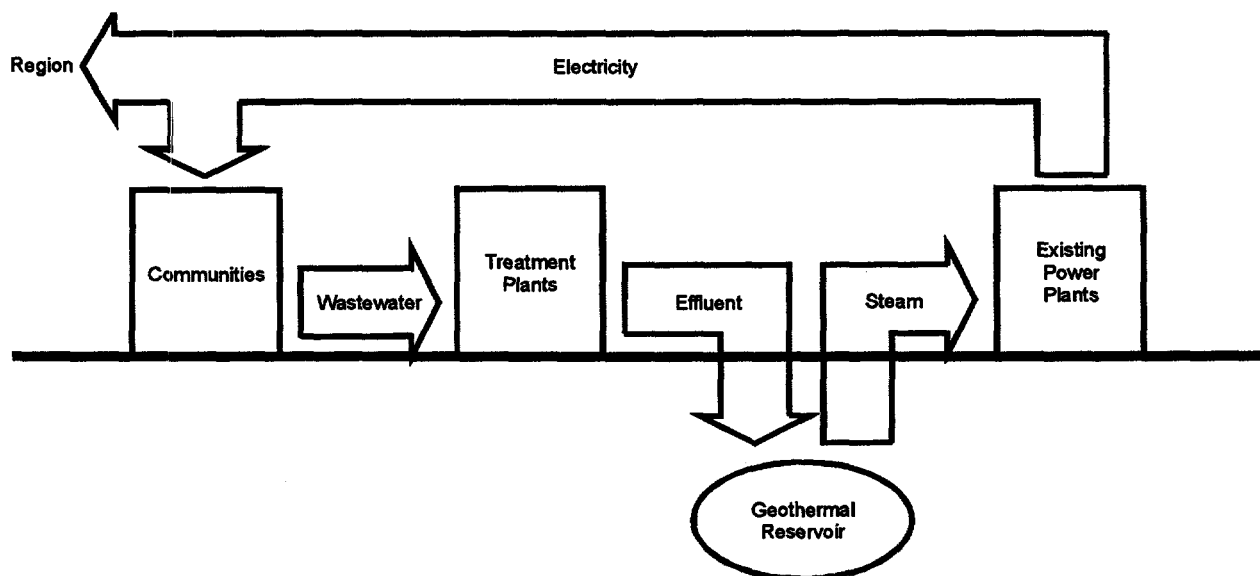 Region
Electricity
Communities
Wastewater
Treatment
Plants
Effluent
Steam
Existing
Power
Plants
Geothermal
Reservoir